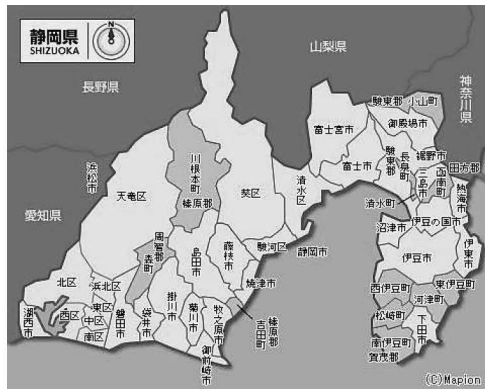 静岡県
SHIZUOKA
N
山梨県
長野県
神奈川県
愛知県
駿東郡
小山町
御殿場市
富士宮市
裾野市
富士市
駿東郡
長泉町
三島市
函南町
田方郡
熱海市
清水町
沼津市
伊豆の国市
伊東市
伊豆市
西伊豆町
東伊豆町
河津町
松崎町
下田市
南伊豆町
賀茂郡
浜松市
天竜区
川根本町
榛原郡
葵区
清水区
駿河区
静岡市
周智郡
森町
島田市
藤枝市
焼津市
北区
浜北区
東区
中区
西区
南区
湖西市
磐田市
袋井市
掛川市
菊川市
牧之原市
御前崎市
吉田町
榛原郡
(C)Mapion